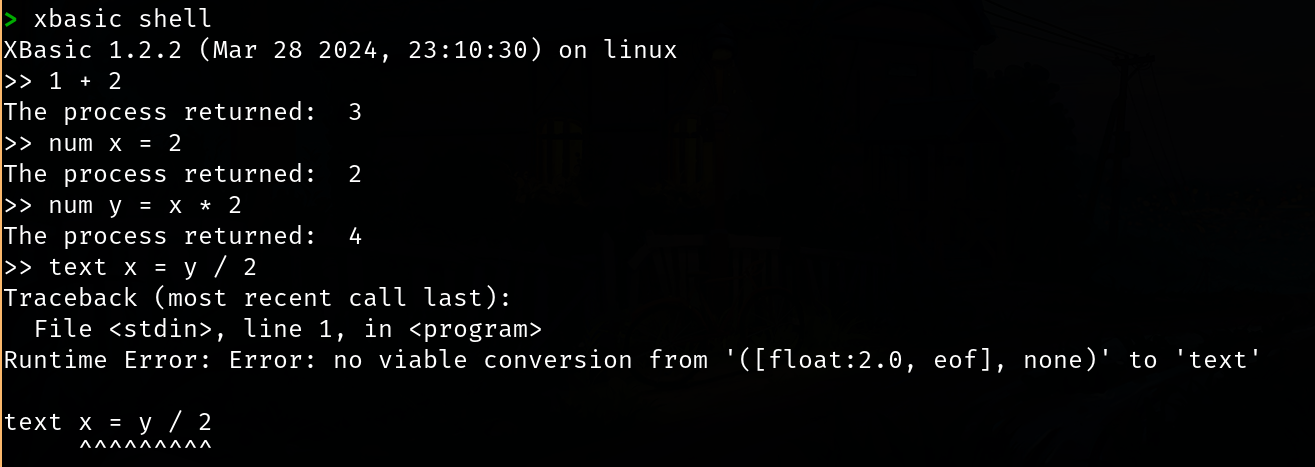 > xbasic shell
XBasic 1.2.2 (Mar 28 2024, 23:10:30) on linux
>> 1 + 2
The process returned:  3
>> num x = 2
The process returned:  2
>> num y = x * 2
The process returned:  4
>> text x = y / 2
Traceback (most recent call last):
  File <stdin>, line 1, in <program>
Runtime Error: Error: no viable conversion from '([float:2.0, eof], none)' to 'text'

text x = y / 2
     ^^^^^^^^^